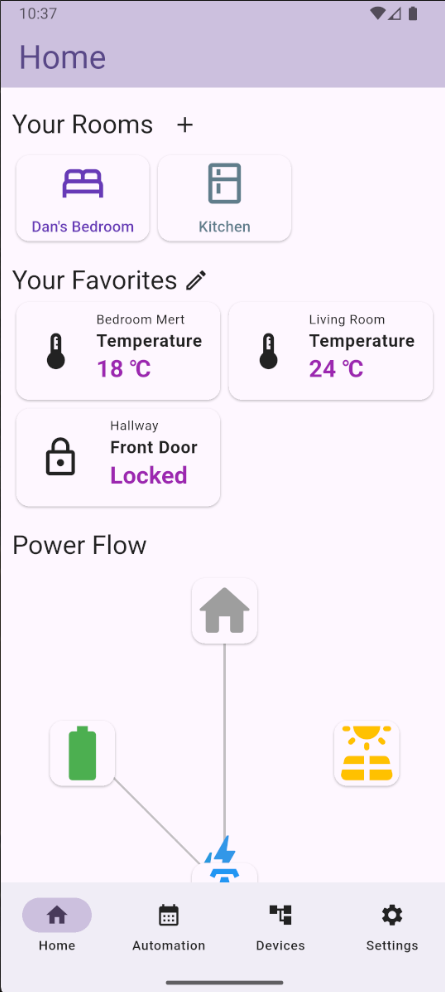 10:37
Home
Your Rooms +
Dan's Bedroom
Kitchen
Your Favorites
Bedroom Mert
Temperature
18 °C
Living Room
Temperature
24 °C
Hallway
Front Door
Locked
Power Flow
Home
Automation
Devices
Settings